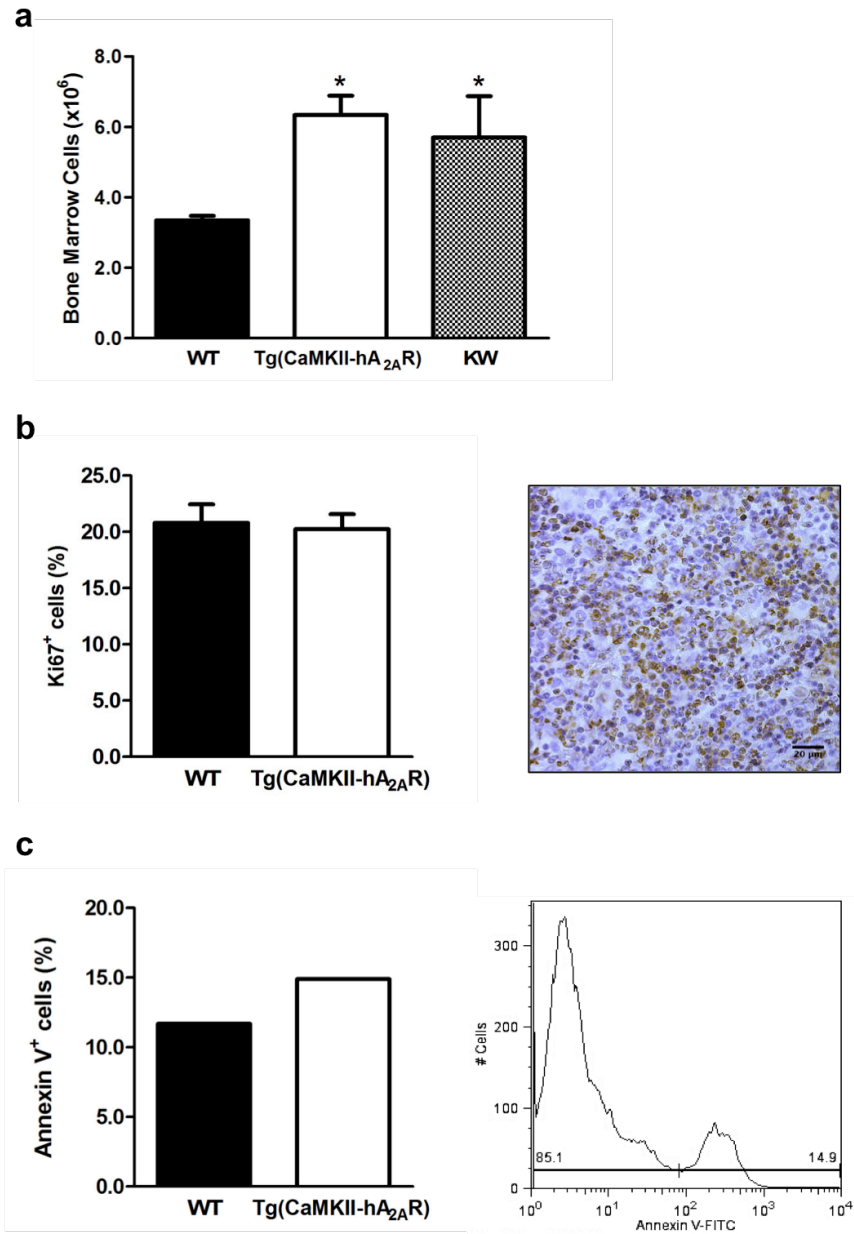 a
Bone Marrow Cells (x10⁶)
8.0
6.0
4.0
2.0
0.0
* *
WT Tg(CaMKII-hA₂ₐR) KW
b
Ki67⁺ cells (%)
25.0
20.0
15.0
10.0
5.0
0.0
WT Tg(CaMKII-hA₂ₐR)
20 µm
c
Annexin V⁺ cells (%)
20.0
15.0
10.0
5.0
0.0
WT Tg(CaMKII-hA₂ₐR)
# Cells
300
200
100
0
85.1 14.9
10⁰ 10¹ 10² 10³ 10⁴
Annexin V-FITC